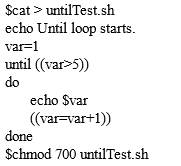 $cat > untilTest.sh
echo Until loop starts.
var=1
until ((var>5))
do
echo $var
((var=var+1))
done
$chmod 700 untilTest.sh